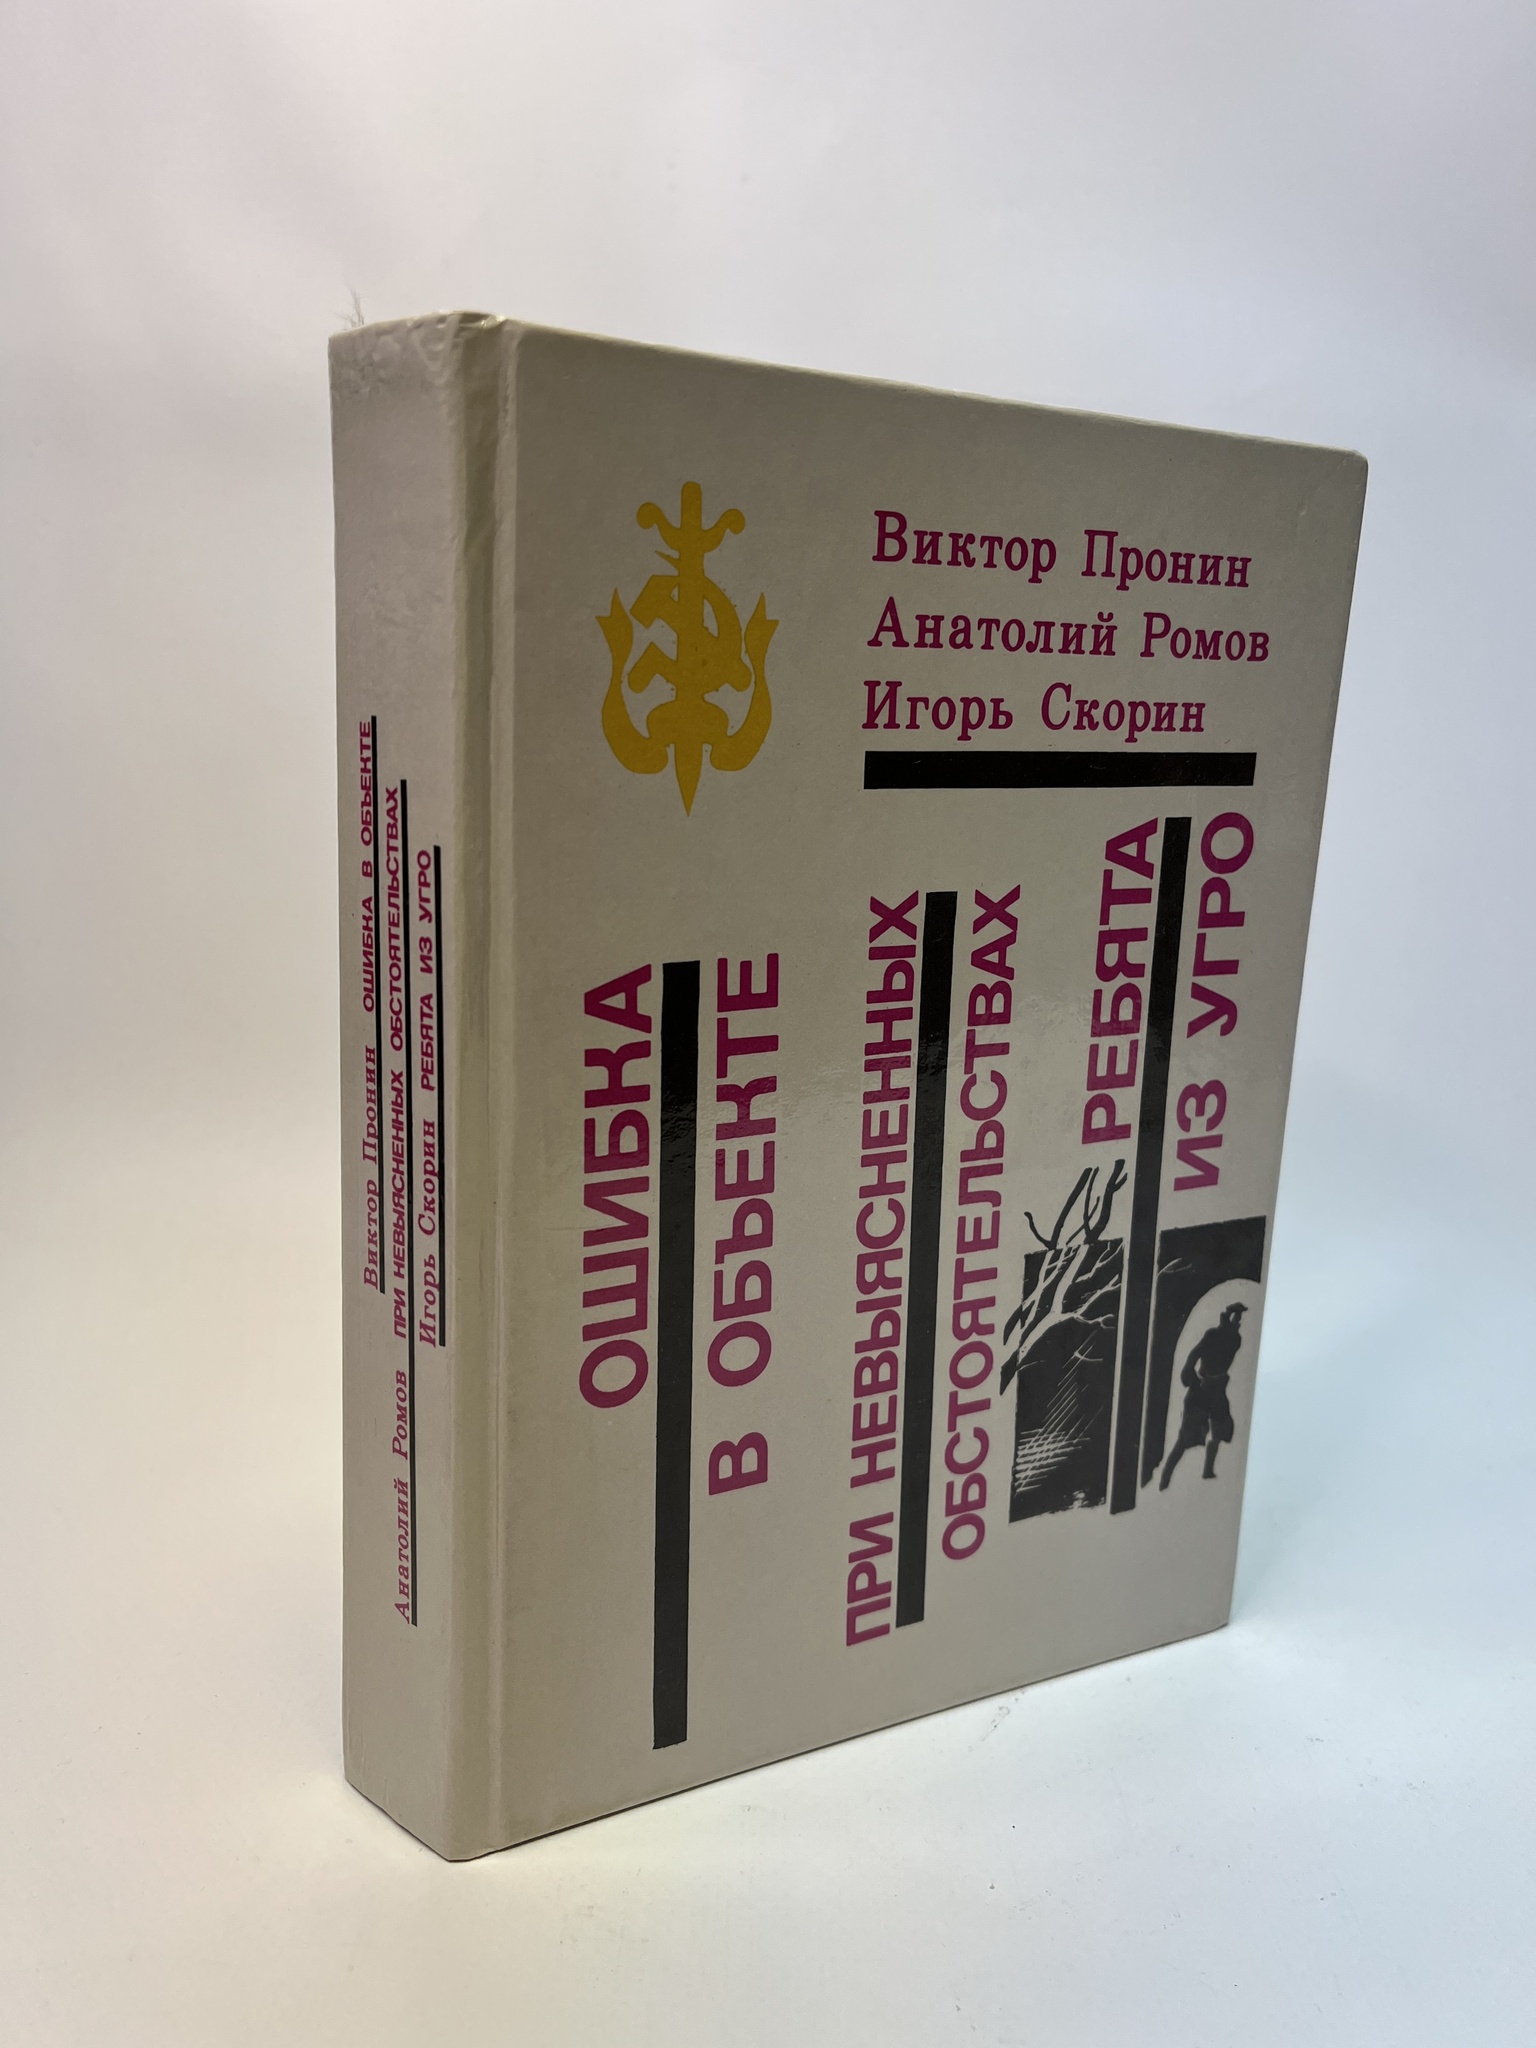 Виктор Пронин ОШИБКА В ОБЪЕКТЕ
Анатолий Ромов ПРИ НЕВЫЯСНЕННЫХ ОБСТОЯТЕЛЬСТВАХ
Игорь Скорин РЕБЯТА ИЗ УГРО
Виктор Пронин
Анатолий Ромов
Игорь Скорин
ОШИБКА
В ОБЪЕКТЕ
ПРИ НЕВЫЯСНЕННЫХ
ОБСТОЯТЕЛЬСТВАХ
РЕБЯТА
ИЗ УГРО